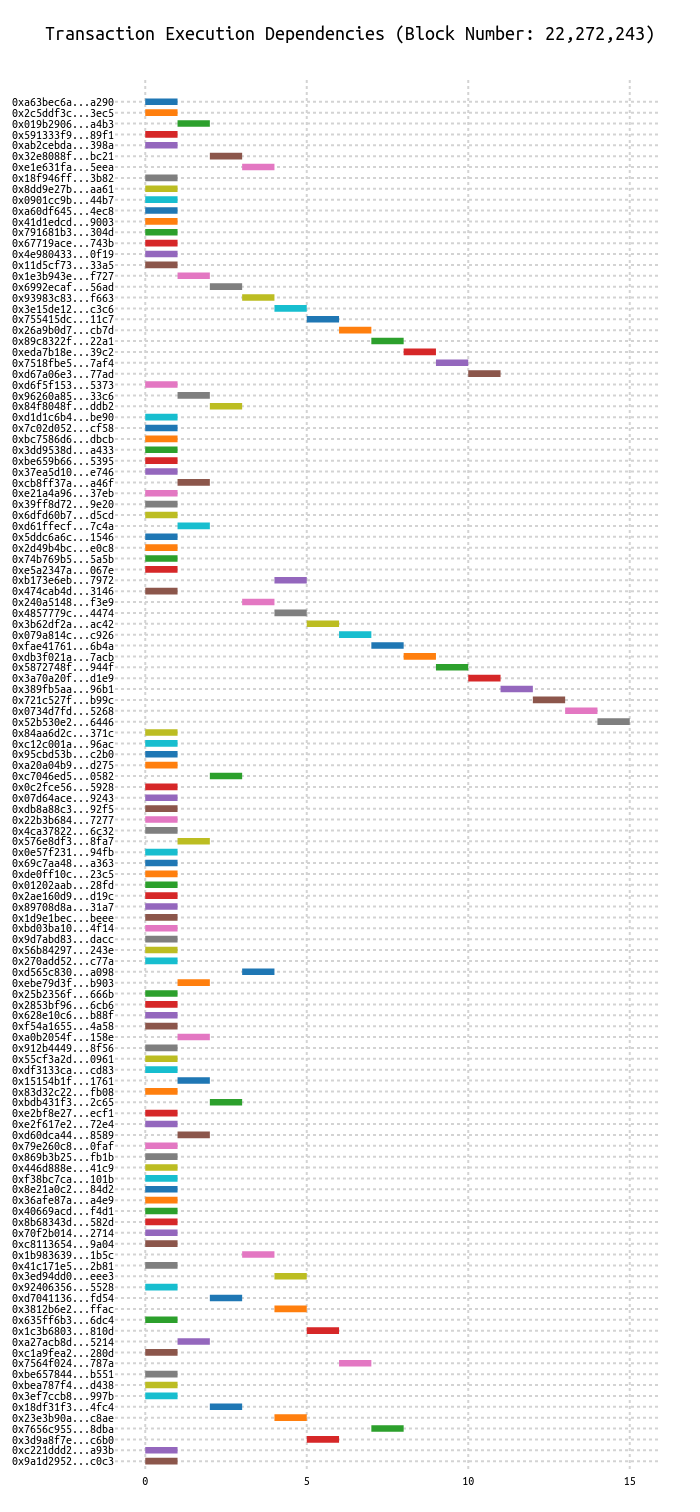 Transaction Execution Dependencies (Block Number: 22,272,243)
0xa63bec6a...a290
0x2c5ddf3c...3ec5
0x019b2906...a4b3
0x591333f9...89f1
0xab2cebda...398a
0x32e8088f...bc21
0xe1e631fa...5eea
0x18f946ff...3b82
0x8dd9e27b...aa61
0x0901cc9b...44b7
0xa60df645...4ec8
0x41d1edcd...9003
0x791681b3...304d
0x67719ace...743b
0x4e980433...0f19
0x11d5cf73...33a5
0x1e3b943e...f727
0x6992ecaf...56ad
0x93983c83...f663
0x3e15de12...c3c6
0x755415dc...11c7
0x26a9b0d7...cb7d
0x89c8322f...22a1
0xeda7b18e...39c2
0x7518fbe5...7af4
0xd67a06e3...77ad
0xd6f5f153...5373
0x96260a85...33c6
0x84f8048f...ddb2
0xd1d1c6b4...be90
0x7c02d052...cf58
0xbc7586d6...dbcb
0x3dd9538d...a433
0xbe659b66...5395
0x37ea5d10...e746
0xcb8ff37a...a46f
0xe21a4a96...37eb
0x39ff8d72...9e20
0x6dfd60b7...d5cd
0xd61ffecf...7c4a
0x5ddc6a6c...1546
0x2d49b4bc...e0c8
0x74b769b5...5a5b
0xe5a2347a...067e
0xb173e6eb...7972
0x474cab4d...3146
0x240a5148...f3e9
0x4857779c...4474
0x3b62df2a...ac42
0x079a814c...c926
0xfae41761...6b4a
0xdb3f021a...7acb
0x5872748f...944f
0x3a70a20f...d1e9
0x389fb5aa...96b1
0x721c527f...b99c
0x0734d7fd...5268
0x52b530e2...6446
0x84aa6d2c...371c
0xc12c001a...96ac
0x95cbd53b...c2b0
0xa20a04b9...d275
0xc7046ed5...0582
0x0c2fce56...5928
0x07d64ace...9243
0xdb8a88c3...92f5
0x22b3b684...7277
0x4ca37822...6c32
0x576e8df3...8fa7
0x0e57f231...94fb
0x69c7aa48...a363
0xde0ff10c...23c5
0x01202aab...28fd
0x2ae160d9...d19c
0x89708d8a...31a7
0x1d9e1bec...beee
0xbd03ba10...4f14
0x9d7abd83...dacc
0x56b84297...243e
0x270add52...c77a
0xd565c830...a098
0xebe79d3f...b903
0x25b2356f...666b
0x2853bf96...6cb6
0x628e10c6...b88f
0xf54a1655...4a58
0xa0b2054f...158e
0x912b4449...8f56
0x55cf3a2d...0961
0xdf3133ca...cd83
0x15154b1f...1761
0x83d32c22...fb08
0xbdb431f3...2c65
0xe2bf8e27...ecf1
0xe2f617e2...72e4
0xd60dca44...8589
0x79e260c8...0faf
0x869b3b25...fb1b
0x446d888e...41c9
0xf38bc7ca...101b
0x8e21a0c2...84d2
0x36afe87a...a4e9
0x40669acd...f4d1
0x8b68343d...582d
0x70f2b014...2714
0xc8113654...9a04
0x1b983639...1b5c
0x41c171e5...2b81
0x3ed94dd0...eee3
0x92406356...5528
0xd7041136...fd54
0x3812b6e2...ffac
0x635ff6b3...6dc4
0x1c3b6803...810d
0xa27acb8d...5214
0xc1a9fea2...280d
0x7564f024...787a
0xbe657844...b551
0xbea787f4...d438
0x3ef7ccb8...997b
0x18df31f3...4fc4
0x23e3b90a...c8ae
0x7656c955...8dba
0x3d9a8f7e...c6b0
0xc221ddd2...a93b
0x9a1d2952...c0c3
0 5 10 15